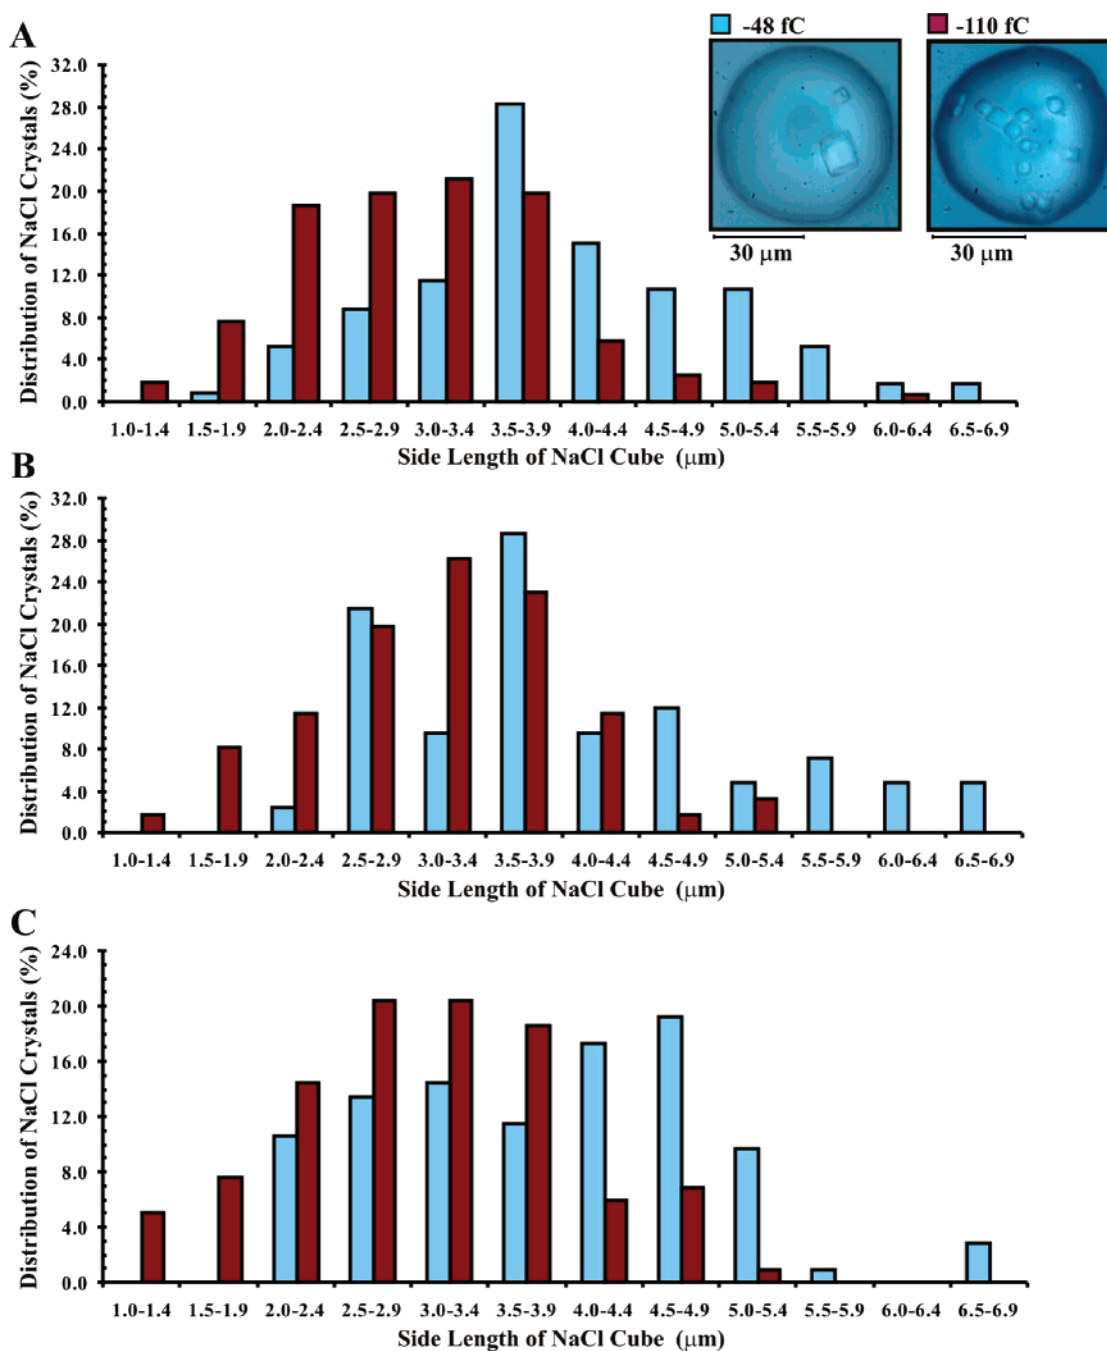 A
-48 fC
-110 fC
30 μm
30 μm
Distribution of NaCl Crystals (%)
32.0
28.0
24.0
20.0
16.0
12.0
8.0
4.0
0.0
1.0-1.4 1.5-1.9 2.0-2.4 2.5-2.9 3.0-3.4 3.5-3.9 4.0-4.4 4.5-4.9 5.0-5.4 5.5-5.9 6.0-6.4 6.5-6.9
Side Length of NaCl Cube (μm)
B
Distribution of NaCl Crystals (%)
32.0
28.0
24.0
20.0
16.0
12.0
8.0
4.0
0.0
1.0-1.4 1.5-1.9 2.0-2.4 2.5-2.9 3.0-3.4 3.5-3.9 4.0-4.4 4.5-4.9 5.0-5.4 5.5-5.9 6.0-6.4 6.5-6.9
Side Length of NaCl Cube (μm)
C
Distribution of NaCl Crystals (%)
24.0
20.0
16.0
12.0
8.0
4.0
0.0
1.0-1.4 1.5-1.9 2.0-2.4 2.5-2.9 3.0-3.4 3.5-3.9 4.0-4.4 4.5-4.9 5.0-5.4 5.5-5.9 6.0-6.4 6.5-6.9
Side Length of NaCl Cube (μm)